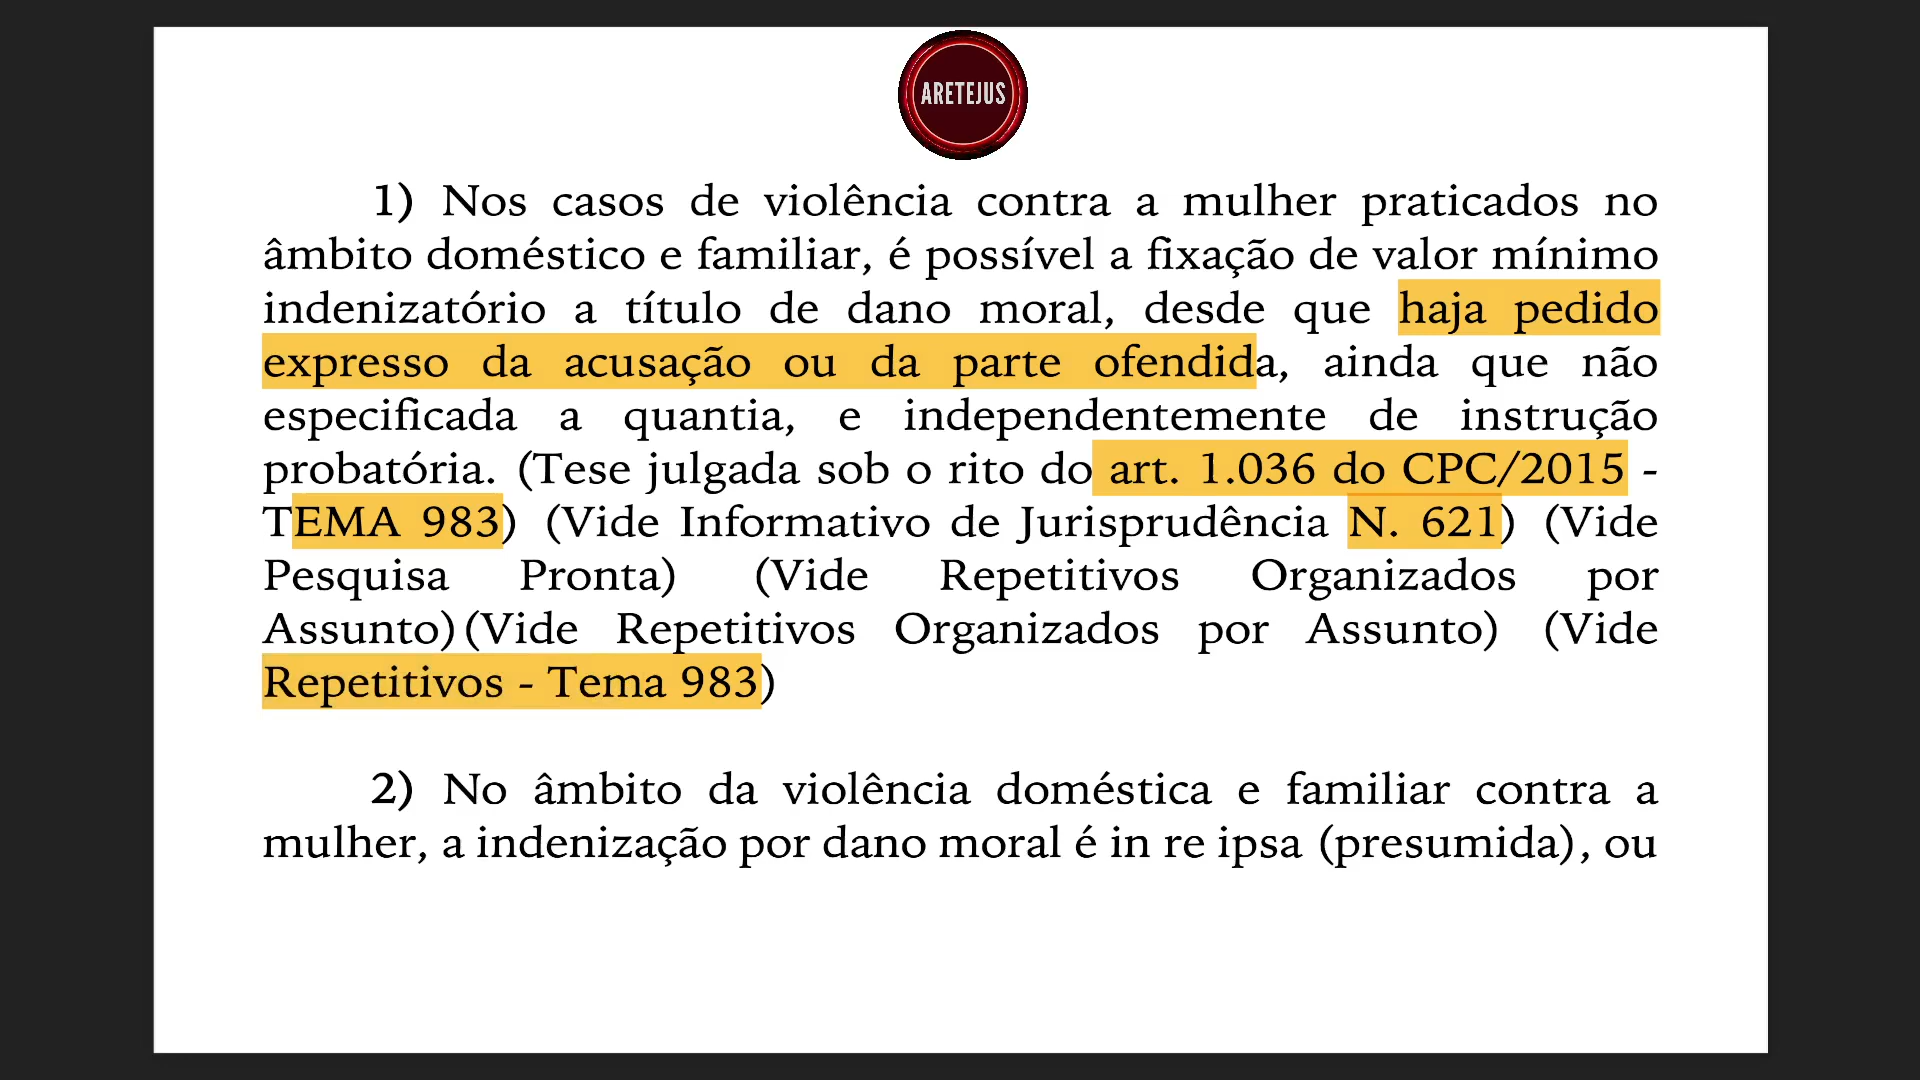 ARETEJUS
1) Nos casos de violência contra a mulher praticados no
âmbito doméstico e familiar, é possível a fixação de valor mínimo
indenizatório a título de dano moral, desde que haja pedido
expresso da acusação ou da parte ofendida, ainda que não
especificada a quantia, e independentemente de instrução
probatória. (Tese julgada sob o rito do art. 1.036 do CPC/2015 -
TEMA 983) (Vide Informativo de Jurisprudência N. 621) (Vide
Pesquisa Pronta) (Vide Repetitivos Organizados por
Assunto)(Vide Repetitivos Organizados por Assunto) (Vide
Repetitivos - Tema 983)
2) No âmbito da violência doméstica e familiar contra a
mulher, a indenização por dano moral é in re ipsa (presumida), ou